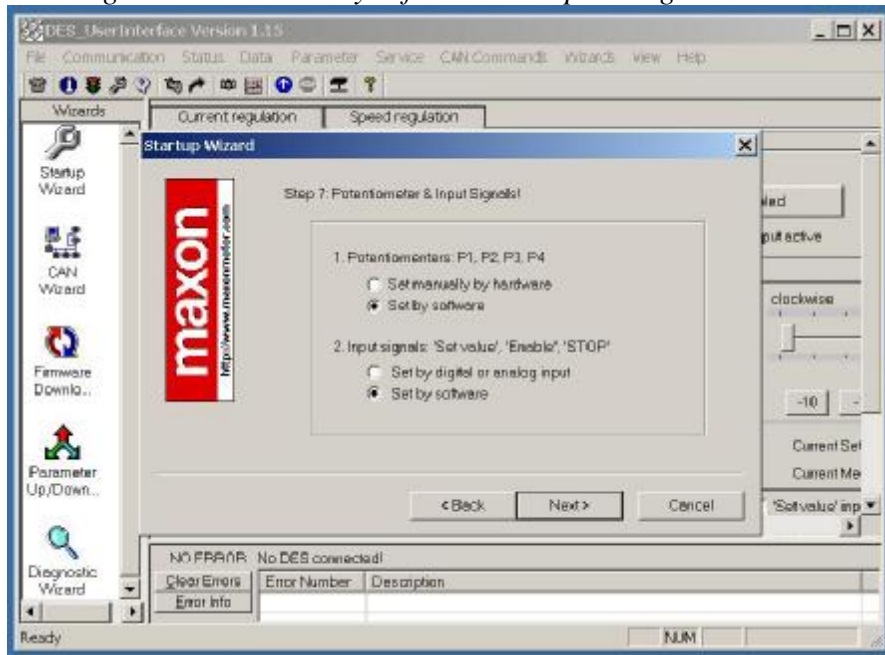 DES_UserInterface Version 1.15
File Communication Status Data Parameter Service CAN Commands Wizards View Help
Wizards
Current regulation Speed regulation
Startup Wizard
Startup
Wizard
CAN
Wizard
Firmware
Downlo...
Parameter
Up/Down...
Diagnostic
Wizard
maxon
http://www.maxonmotor.com
Step 7: Potentiometer & Input Signals!
1. Potentiomenters: P1, P2, P3, P4
Set manually by hardware
Set by software
2. Input signals: 'Set value', 'Enable', 'STOP'
Set by digital or analog input
Set by software
< Back Next > Cancel
led
put active
clockwise
-10 -
Current Set
Current Me
'Set value' inp
NO ERROR No DES connected!
Clear Errors Error Number Description
Error Info
Ready NUM